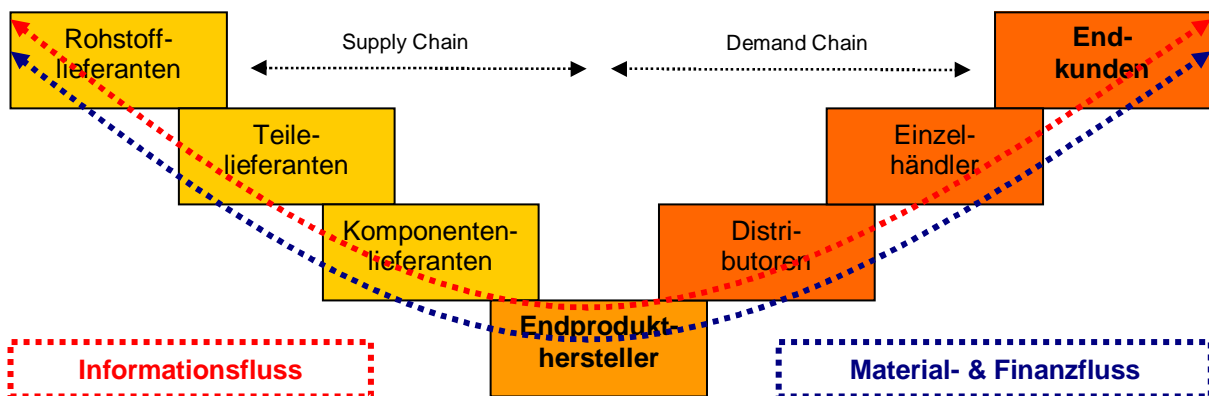 Rohstoff-
lieferanten
Supply Chain
Demand Chain
End-
kunden
Teile-
lieferanten
Einzel-
händler
Komponenten-
lieferanten
Distri-
butoren
Endprodukt-
hersteller
Informationsfluss
Material- & Finanzfluss